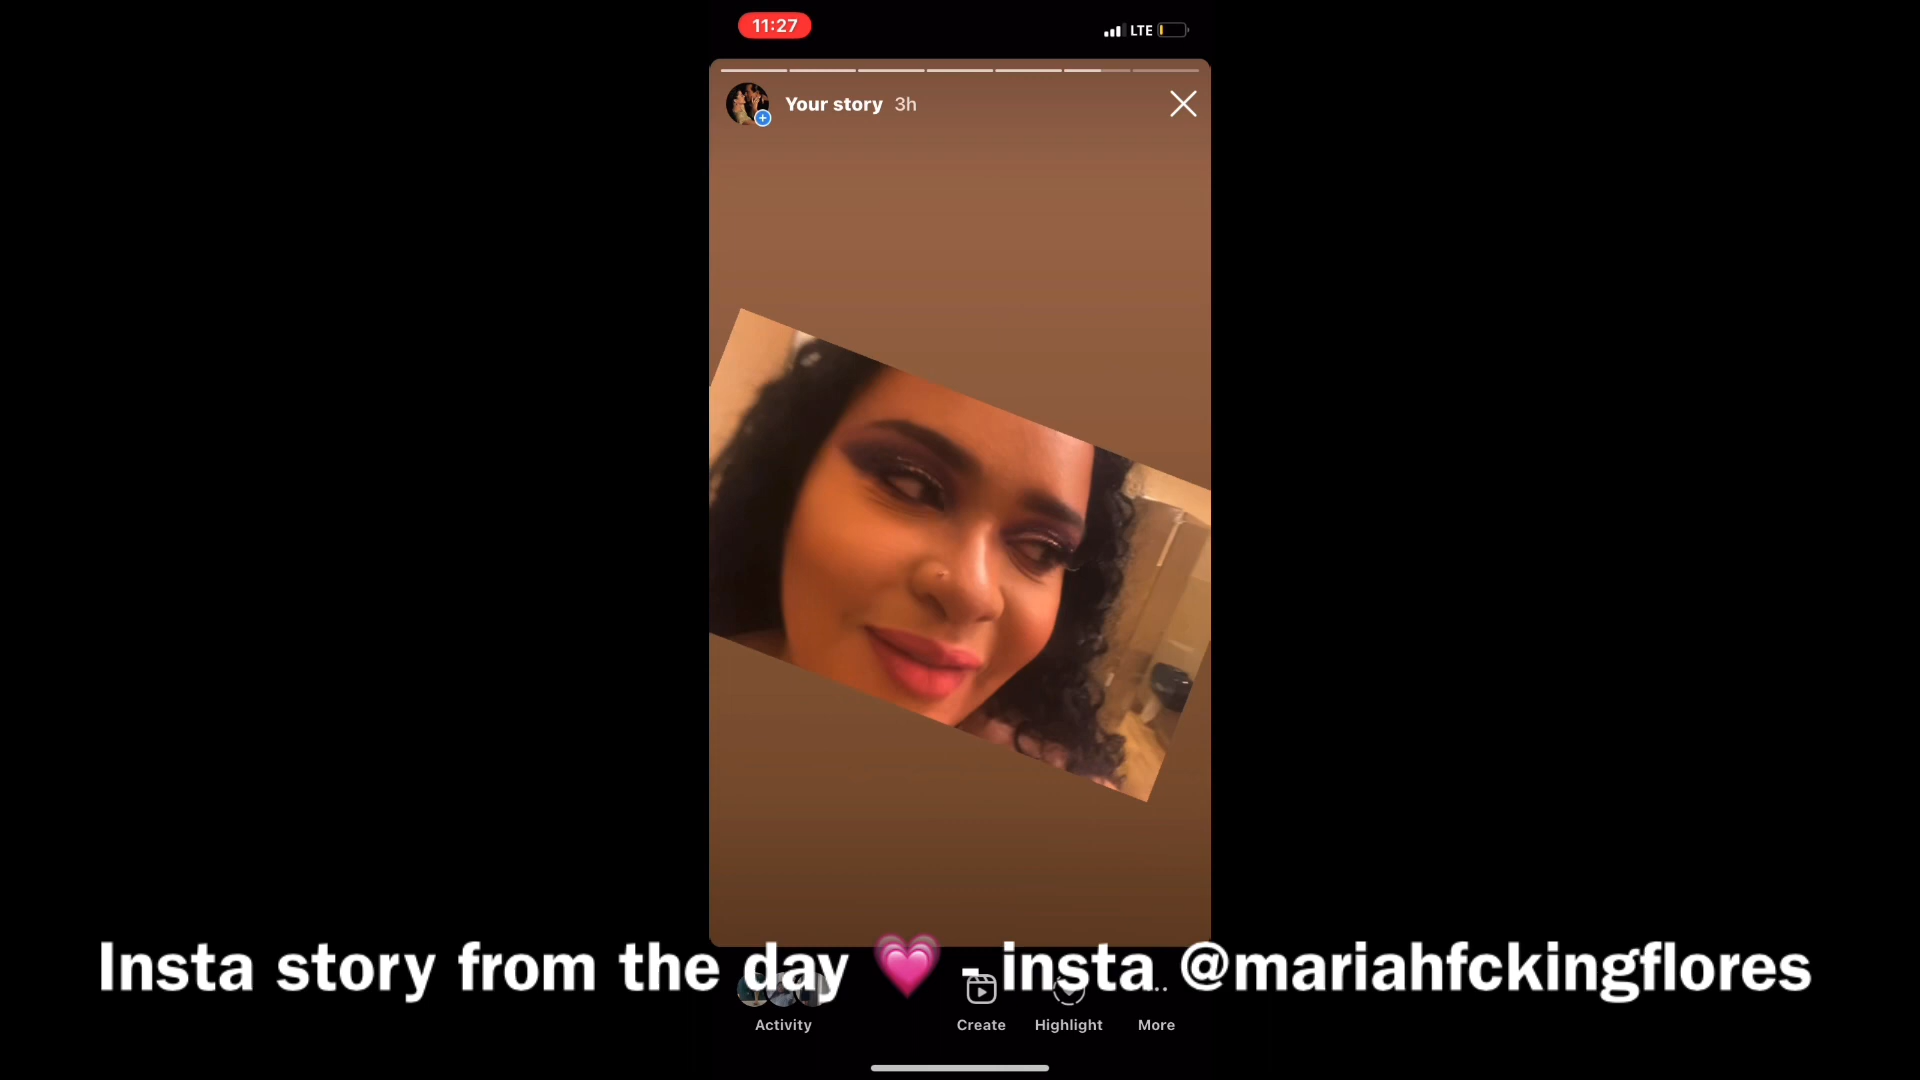 11:27
LTE
Your story 3h
Insta story from the day 💗 - insta @mariahfckingflores
Activity
Create
Highlight
More